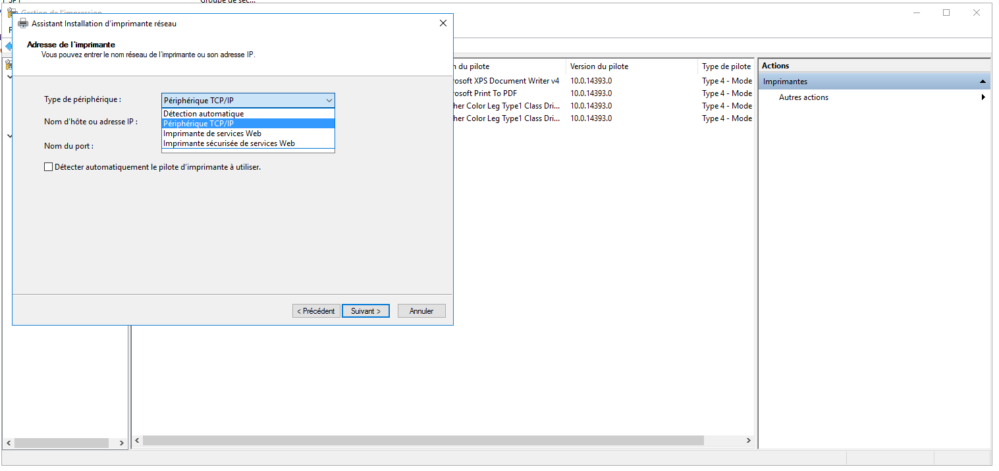 Groupe de sec...
Gestion de l'impression
Assistant Installation d'imprimante réseau
Adresse de l'imprimante
Vous pouvez entrer le nom réseau de l'imprimante ou son adresse IP.
Type de périphérique :
Périphérique TCP/IP
Détection automatique
Périphérique TCP/IP
Imprimante de services Web
Imprimante sécurisée de services Web
Nom d'hôte ou adresse IP :
Nom du port :
Détecter automatiquement le pilote d'imprimante à utiliser.
< Précédent
Suivant >
Annuler
du pilote Version du pilote Type de pilote
rosoft XPS Document Writer v4 10.0.14393.0 Type 4 - Mode
rosoft Print To PDF 10.0.14393.0 Type 4 - Mode
her Color Leg Type1 Class Dri... 10.0.14393.0 Type 4 - Mode
her Color Leg Type1 Class Dri... 10.0.14393.0 Type 4 - Mode
Actions
Imprimantes
Autres actions